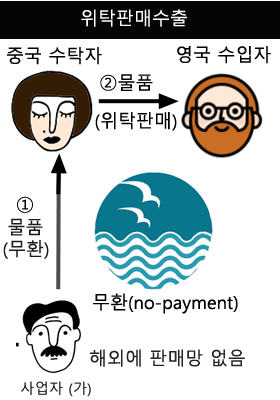 위탁판매수출
중국 수탁자
영국 수입자
②물품
(위탁판매)
①
물품
(무환)
무환(no-payment)
해외에 판매망 없음
사업자 (가)